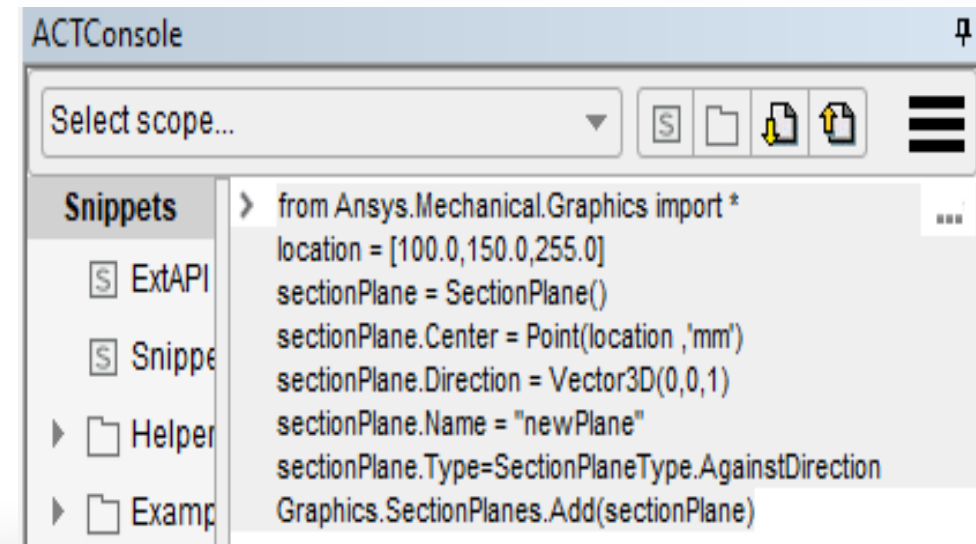 ACTConsole
Select scope...
Snippets
ExtAPI
Snippe
Helper
Examp
> from Ansys.Mechanical.Graphics import *
location = [100.0,150.0,255.0]
sectionPlane = SectionPlane()
sectionPlane.Center = Point(location ,'mm')
sectionPlane.Direction = Vector3D(0,0,1)
sectionPlane.Name = "newPlane"
sectionPlane.Type=SectionPlaneType.AgainstDirection
Graphics.SectionPlanes.Add(sectionPlane)